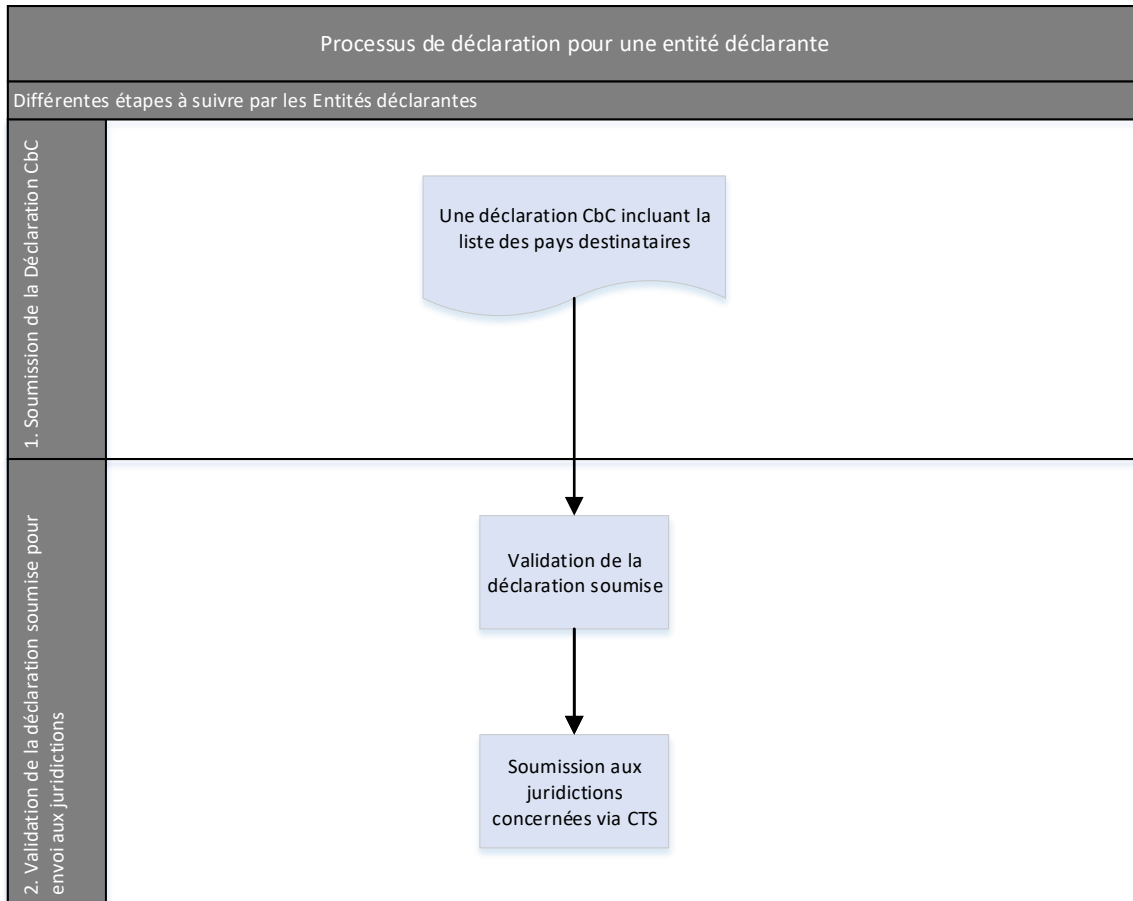 Processus de déclaration pour une entité déclarante
Différentes étapes à suivre par les Entités déclarantes
1. Soumission de la Déclaration CbC
Une déclaration CbC incluant la
liste des pays destinataires
2. Validation de la déclaration soumise pour
envoi aux juridictions
Validation de la
déclaration soumise
Soumission aux
juridictions
concernées via CTS